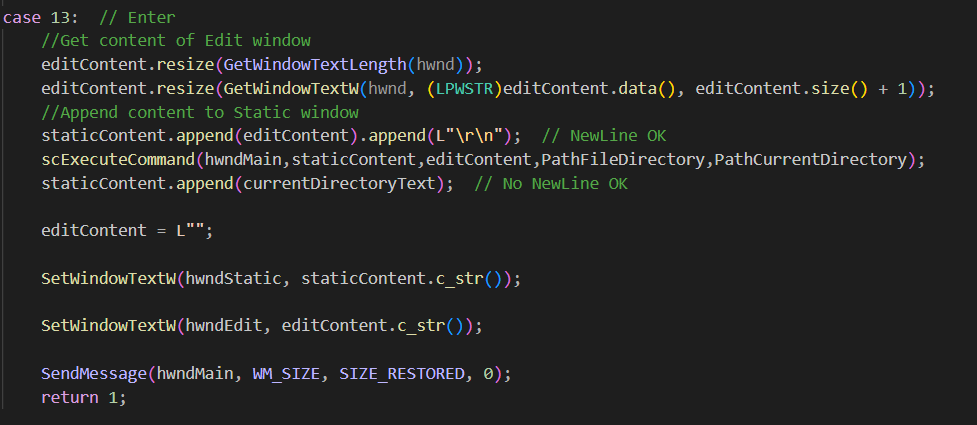 case 13:  // Enter
    //Get content of Edit window
    editContent.resize(GetWindowTextLength(hwnd));
    editContent.resize(GetWindowTextW(hwnd, (LPWSTR)editContent.data(), editContent.size() + 1));
    //Append content to Static window
    staticContent.append(editContent).append(L"\r\n");  // NewLine OK
    scExecuteCommand(hwndMain,staticContent,editContent,PathFileDirectory,PathCurrentDirectory);
    staticContent.append(currentDirectoryText);  // No NewLine OK

    editContent = L"";

    SetWindowTextW(hwndStatic, staticContent.c_str());

    SetWindowTextW(hwndEdit, editContent.c_str());

    SendMessage(hwndMain, WM_SIZE, SIZE_RESTORED, 0);
    return 1;